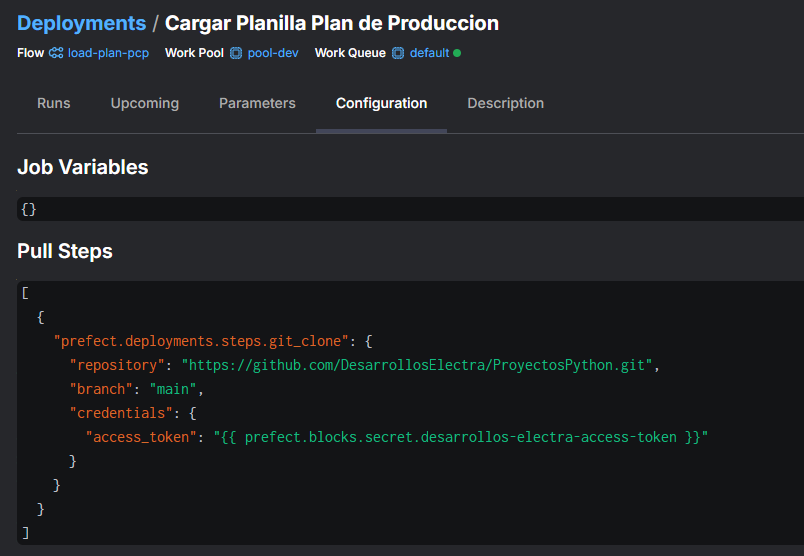 Deployments / Cargar Planilla Plan de Produccion
Flow load-plan-pcp Work Pool pool-dev Work Queue default
Runs Upcoming Parameters Configuration Description
Job Variables
{}
Pull Steps
[
  {
    "prefect.deployments.steps.git_clone": {
      "repository": "https://github.com/DesarrollosElectra/ProyectosPython.git",
      "branch": "main",
      "credentials": {
        "access_token": "{{ prefect.blocks.secret.desarrollos-electra-access-token }}"
      }
    }
  }
]